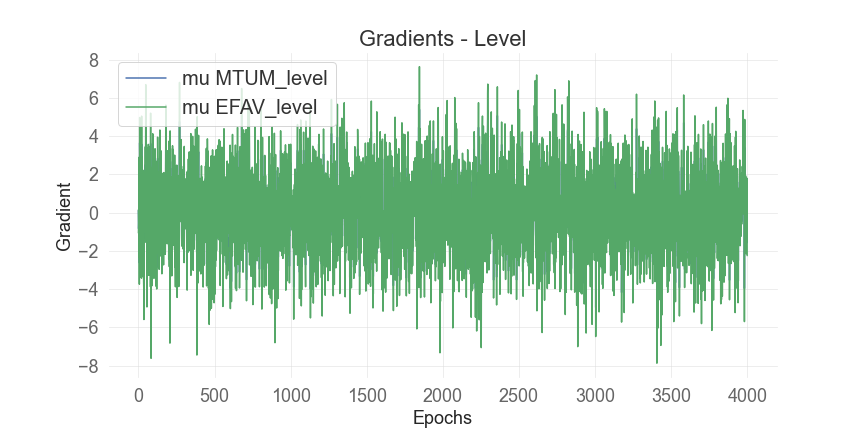 Gradients - Level
mu MTUM_level
mu EFAV_level
8
6
4
2
0
−2
−4
−6
−8
Gradient
0 500 1000 1500 2000 2500 3000 3500 4000
Epochs